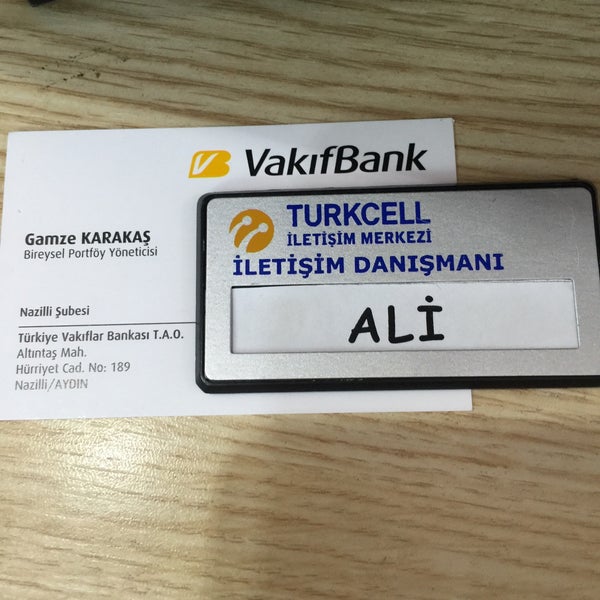 VakıfBank
Gamze KARAKAŞ
Bireysel Portföy Yöneticisi
Nazilli Şubesi
Türkiye Vakıflar Bankası T.A.O.
Altıntaş Mah.
Hürriyet Cad. No: 189
Nazilli/AYDIN
TURKCELL
İLETİŞİM MERKEZİ
İLETİŞİM DANIŞMANI
ALİ